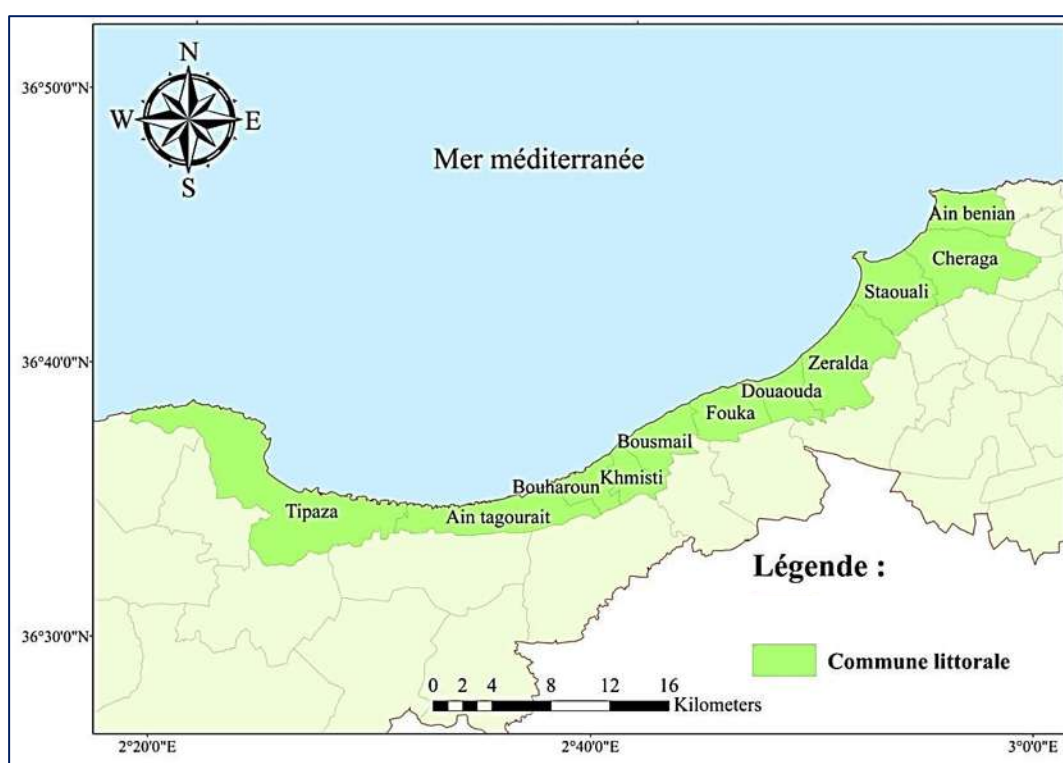 N
W E
S
36°50'0"N
Mer méditerranée
Ain benian
Cheraga
Staouali
36°40'0"N
Zeralda
Douaouda
Fouka
Bousmail
Khmisti
Bouharoun
Tipaza
Ain tagourait
Légende :
36°30'0"N
Commune littorale
0 2 4 8 12 16
Kilometers
2°20'0"E 2°40'0"E 3°0'0"E